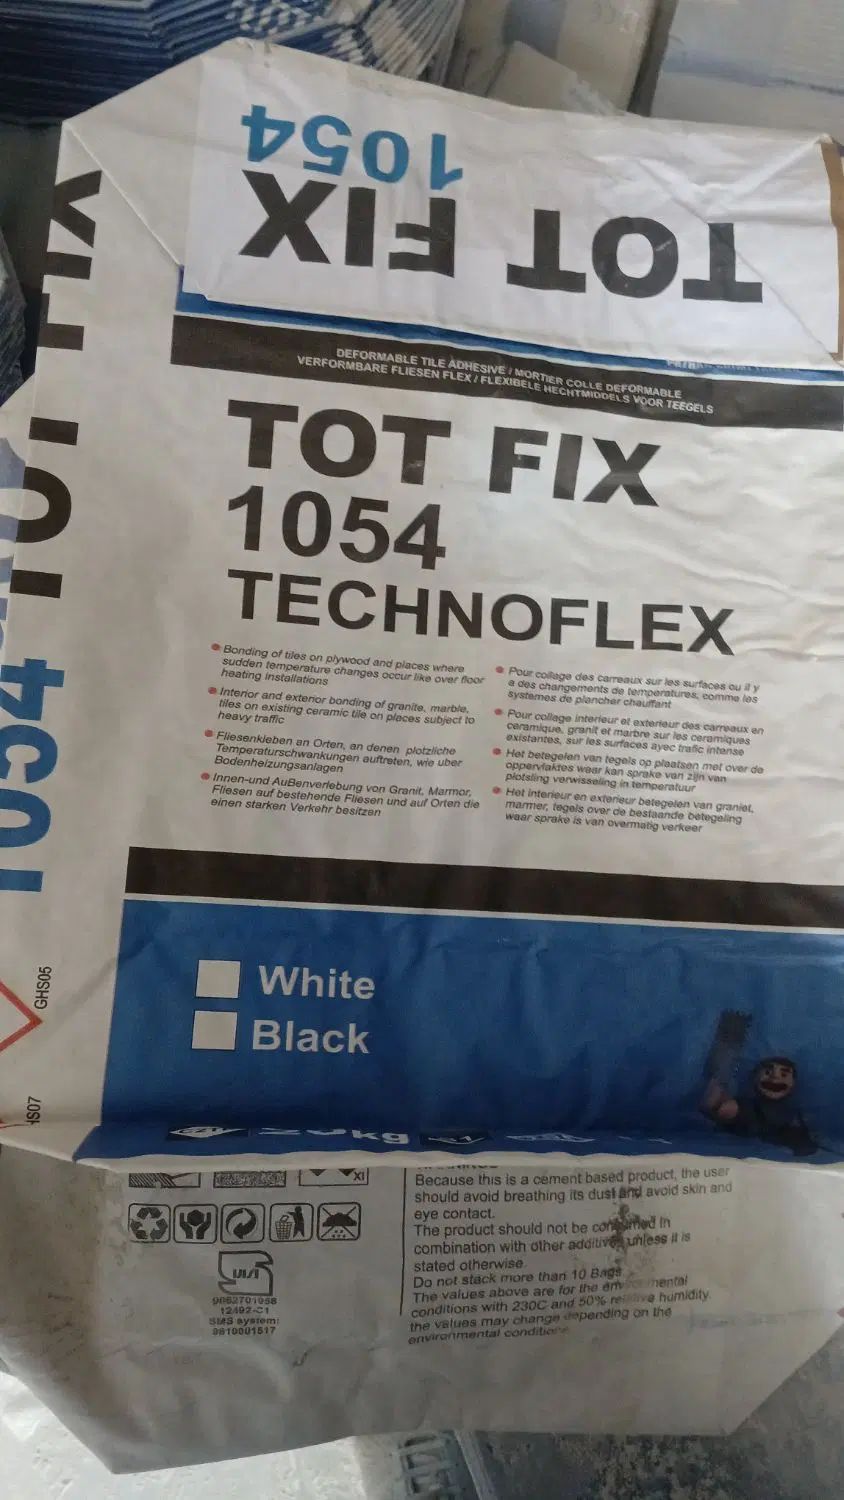 1054
TOT FIX
TOT FIX
1054
DEFORMABLE TILE ADHESIVE / MORTIER COLLE DEFORMABLE
VERFORMBARE FLIESEN FLEX / FLEXIBELE HECHTMIDDELS VOOR TEEGELS
TOT FIX
1054
TECHNOFLEX
Bonding of tiles on plywood and places where
sudden temperature changes occur like over floor
heating installations
Interior and exterior bonding of granite, marble,
tiles on existing ceramic tile on places subject to
heavy traffic
Fliesenkleben an Orten, an denen plotzliche
Temperaturschwankungen auftreten, wie uber
Bodenheizungsanlagen
Innen-und AuBenverlebung von Granit, Marmor,
Fliesen auf bestehende Fliesen und auf Orten die
einen starken Verkehr besitzen
Pour collage des carreaux sur les surfaces ou il y
a des changements de temperatures, comme les
systemes de plancher chauffant
Pour collage interieur et exterieur des carreaux en
ceramique, granit et marbre sur les ceramiques
existantes, sur les surfaces ayec trafic intense
Het betegelen van tegels op plaatsen met over de
oppervlaktes waar kan sprake van zijn van
plotsling verwisseling in temperatuur
Het interieur en exterieur betegelen van graniet,
marmer, tegels over de bestaande betegeling
waar sprake is van overmatig verkeer
White
Black
GHS05
HS07
kg
XI
9862701958
12492-C1
SMS system:
9810001517
Because this is a cement based product, the user
should avoid breathing its dust and avoid skin and
eye contact.
The product should not be consumed in
combination with other additives unless it is
stated otherwise
Do not stack more than 10 Bags
The values above are for the environmental
conditions with 230C and 50% relative humidity.
the values may change depending on the
environmental conditions